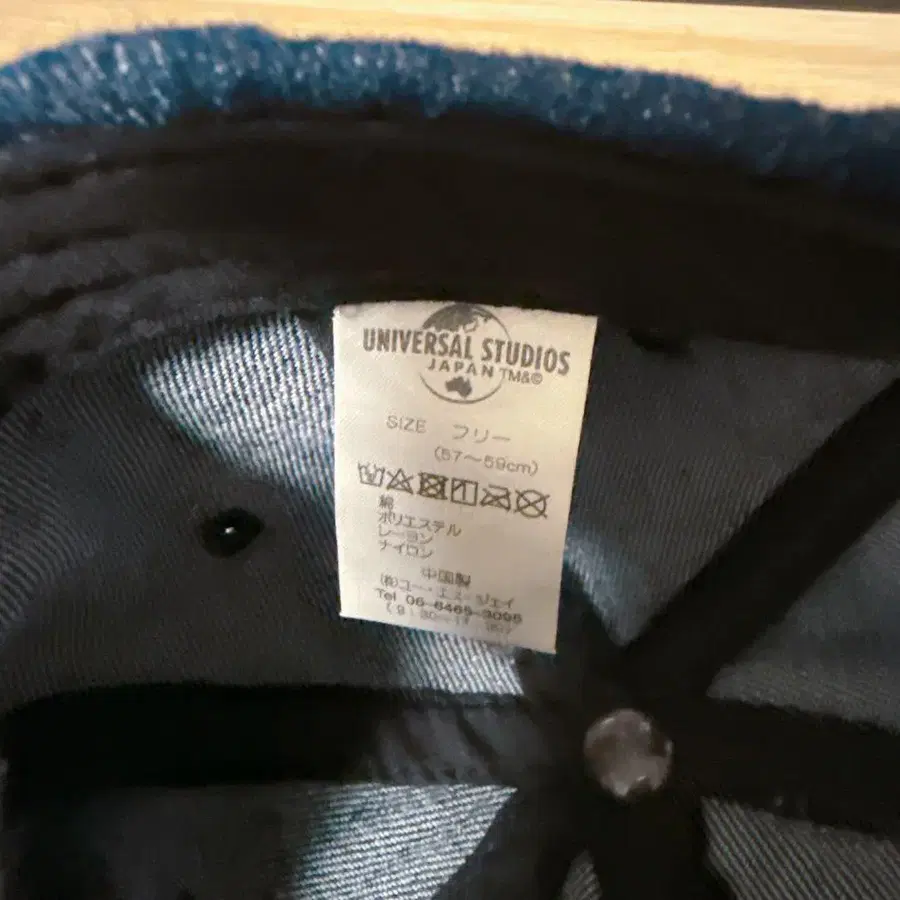 UNIVERSAL STUDIOS
JAPAN TM&©
SIZE フリー
(57〜59cm)
綿
ポリエステル
レーヨン
ナイロン
中国製
(株)ユー・エス・ジェイ
Tel 06-6465-3095